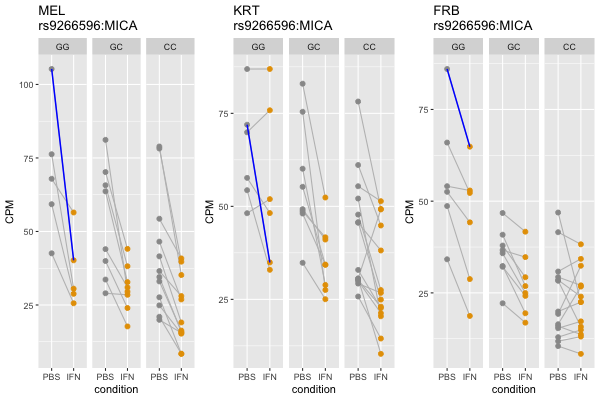 MEL
rs9266596:MICA
GG GC CC
100
75
50
25
CPM
PBS IFN PBS IFN PBS IFN
condition
KRT
rs9266596:MICA
GG GC CC
75
50
25
CPM
PBS IFN PBS IFN PBS IFN
condition
FRB
rs9266596:MICA
GG GC CC
75
50
25
CPM
PBS IFN PBS IFN PBS IFN
condition